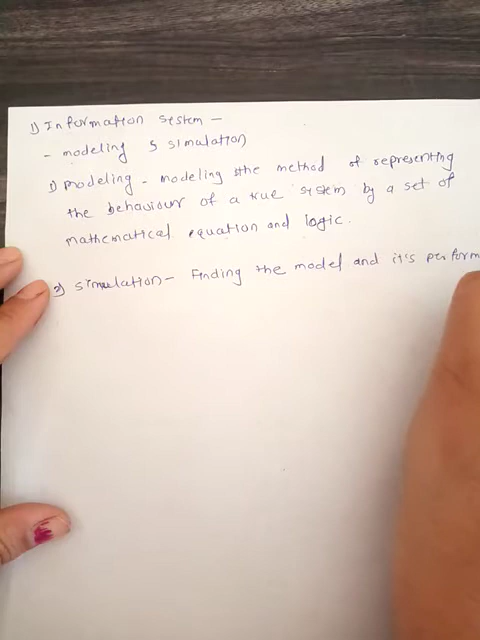 1) Information system -
- modeling & simulation
1) modeling - modeling the method of representing
the behaviour of a true system by a set of
mathematical equation and logic.
2) simulation - Finding the model and it's perform